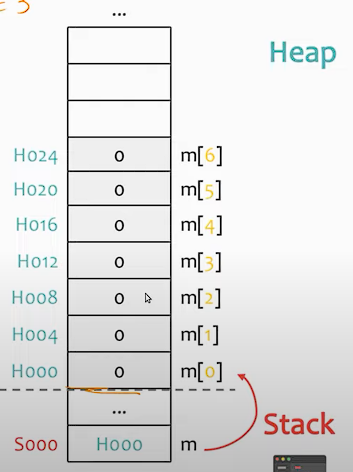 = 3
...
Heap
H024 0 m[6]
H020 0 m[5]
H016 0 m[4]
H012 0 m[3]
H008 0 m[2]
H004 0 m[1]
H000 0 m[0]
...
Stack
S000 H000 m